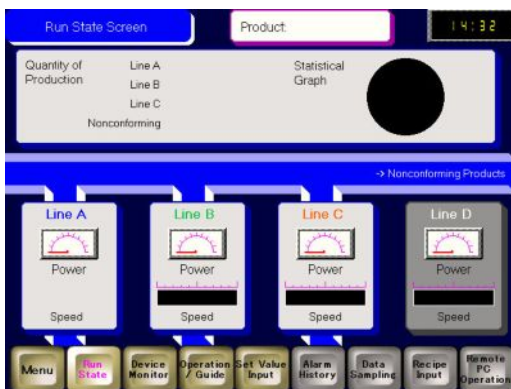 Run State Screen
Product:
14:32
Quantity of Production
Line A
Line B
Line C
Nonconforming
Statistical Graph
-> Nonconforming Products
Line A
Power
Speed
Line B
Power
Speed
Line C
Power
Speed
Line D
Power
Speed
Menu
Run State
Device Monitor
Operation / Guide
Set Value Input
Alarm History
Data Sampling
Recipe Input
Remote PC Operation